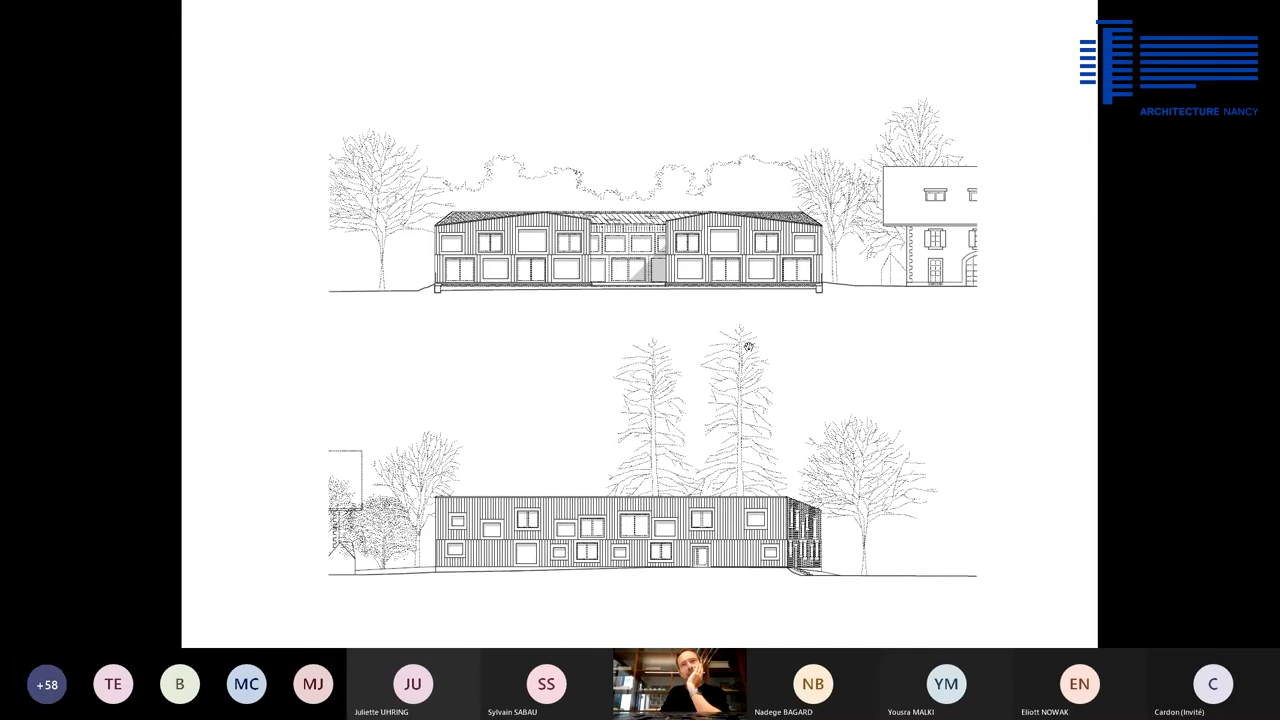 ARCHITECTURE NANCY
+58
TE
B
MC
MJ
JU
SS
NB
YM
EN
C
Juliette UHRING
Sylvain SABAU
Nadege BAGARD
Yousra MALKI
Eliott NOWAK
Cardon (Invité)